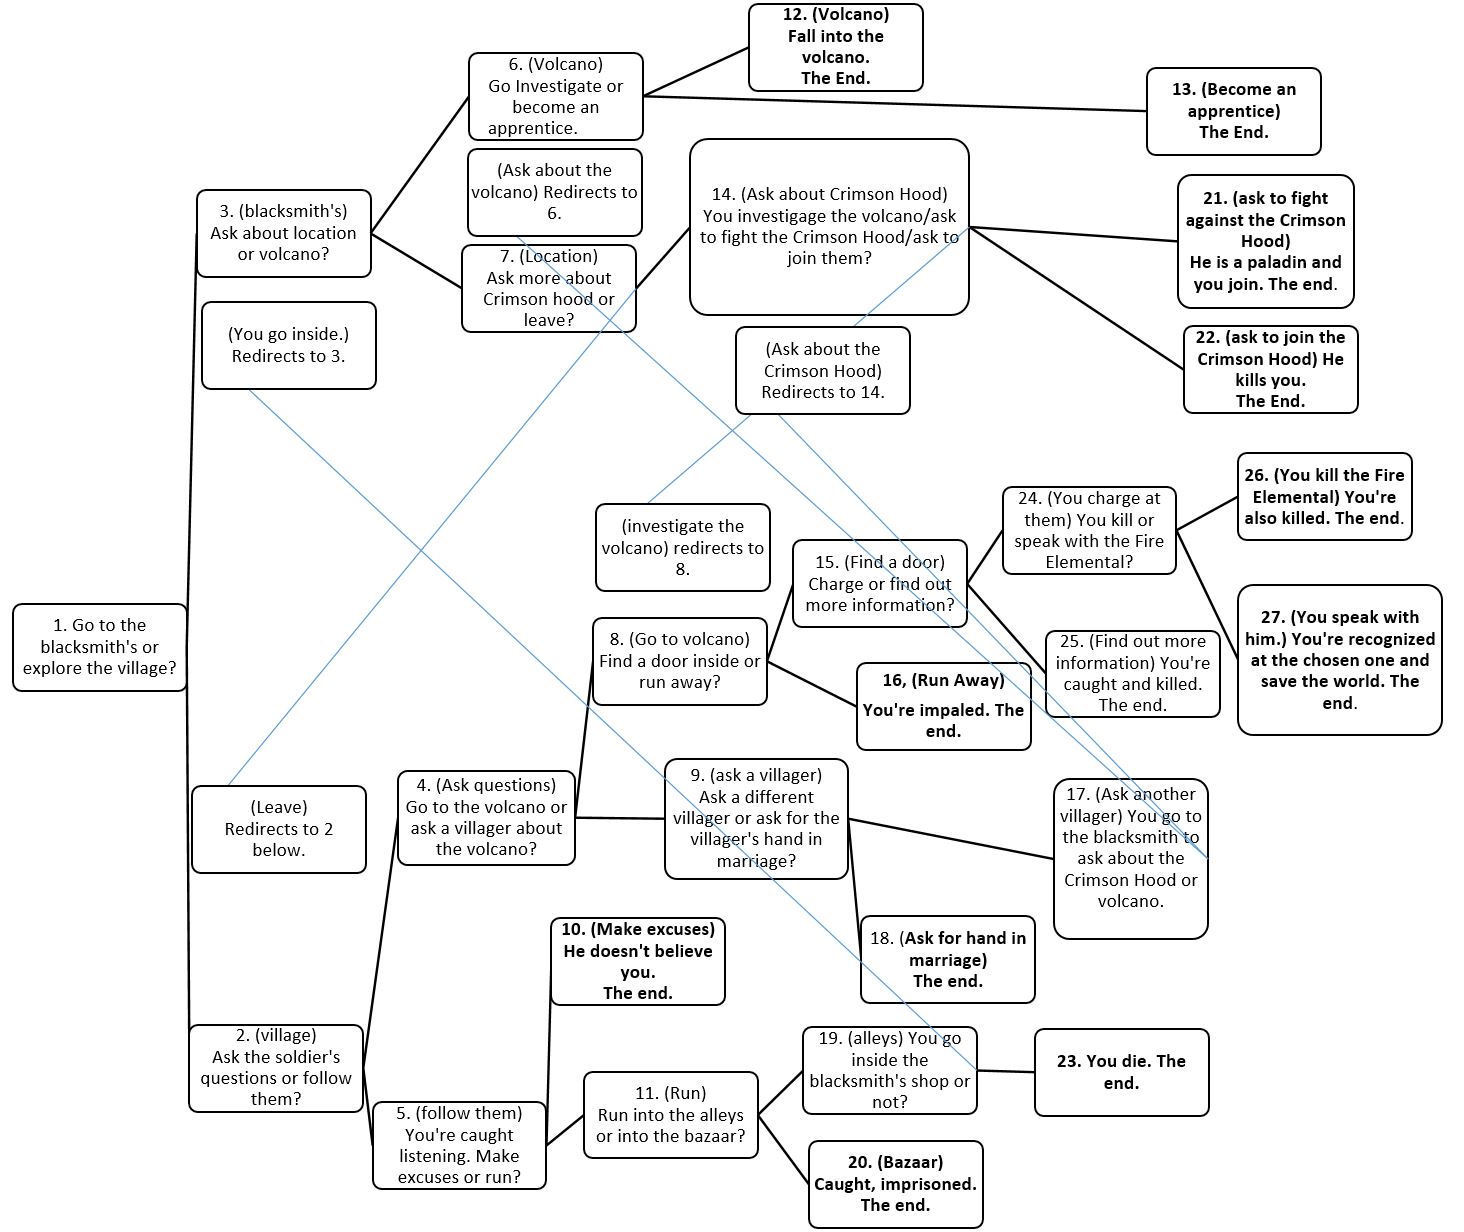 12. (Volcano)
Fall into the
volcano.
The End.
6. (Volcano)
Go Investigate or
become an
apprentice.
13. (Become an
apprentice)
The End.
(Ask about the
volcano) Redirects to
6.
14. (Ask about Crimson Hood)
You investigage the volcano/ask
to fight the Crimson Hood/ask to
join them?
21. (ask to fight
against the Crimson
Hood)
He is a paladin and
you join. The end.
3. (blacksmith's)
Ask about location
or volcano?
7. (Location)
Ask more about
Crimson hood or
leave?
(You go inside.)
Redirects to 3.
(Ask about the
Crimson Hood)
Redirects to 14.
22. (ask to join the
Crimson Hood) He
kills you.
The End.
26. (You kill the Fire
Elemental) You're
also killed. The end.
24. (You charge at
them) You kill or
speak with the Fire
Elemental?
(investigate the
volcano) redirects to
8.
15. (Find a door)
Charge or find out
more information?
1. Go to the
blacksmith's or
explore the village?
8. (Go to volcano)
Find a door inside or
run away?
27. (You speak with
him.) You're recognized
at the chosen one and
save the world. The
end.
25. (Find out more
information) You're
caught and killed.
The end.
16, (Run Away)
You're impaled. The
end.
(Leave)
Redirects to 2
below.
4. (Ask questions)
Go to the volcano or
ask a villager about
the volcano?
9. (ask a villager)
Ask a different
villager or ask for the
villager's hand in
marriage?
17. (Ask another
villager) You go to
the blacksmith to
ask about the
Crimson Hood or
volcano.
10. (Make excuses)
He doesn't believe
you.
The end.
18. (Ask for hand in
marriage)
The end.
2. (village)
Ask the soldier's
questions or follow
them?
19. (alleys) You go
inside the
blacksmith's shop or
not?
23. You die. The
end.
5. (follow them)
You're caught
listening. Make
excuses or run?
11. (Run)
Run into the alleys
or into the bazaar?
20. (Bazaar)
Caught, imprisoned.
The end.